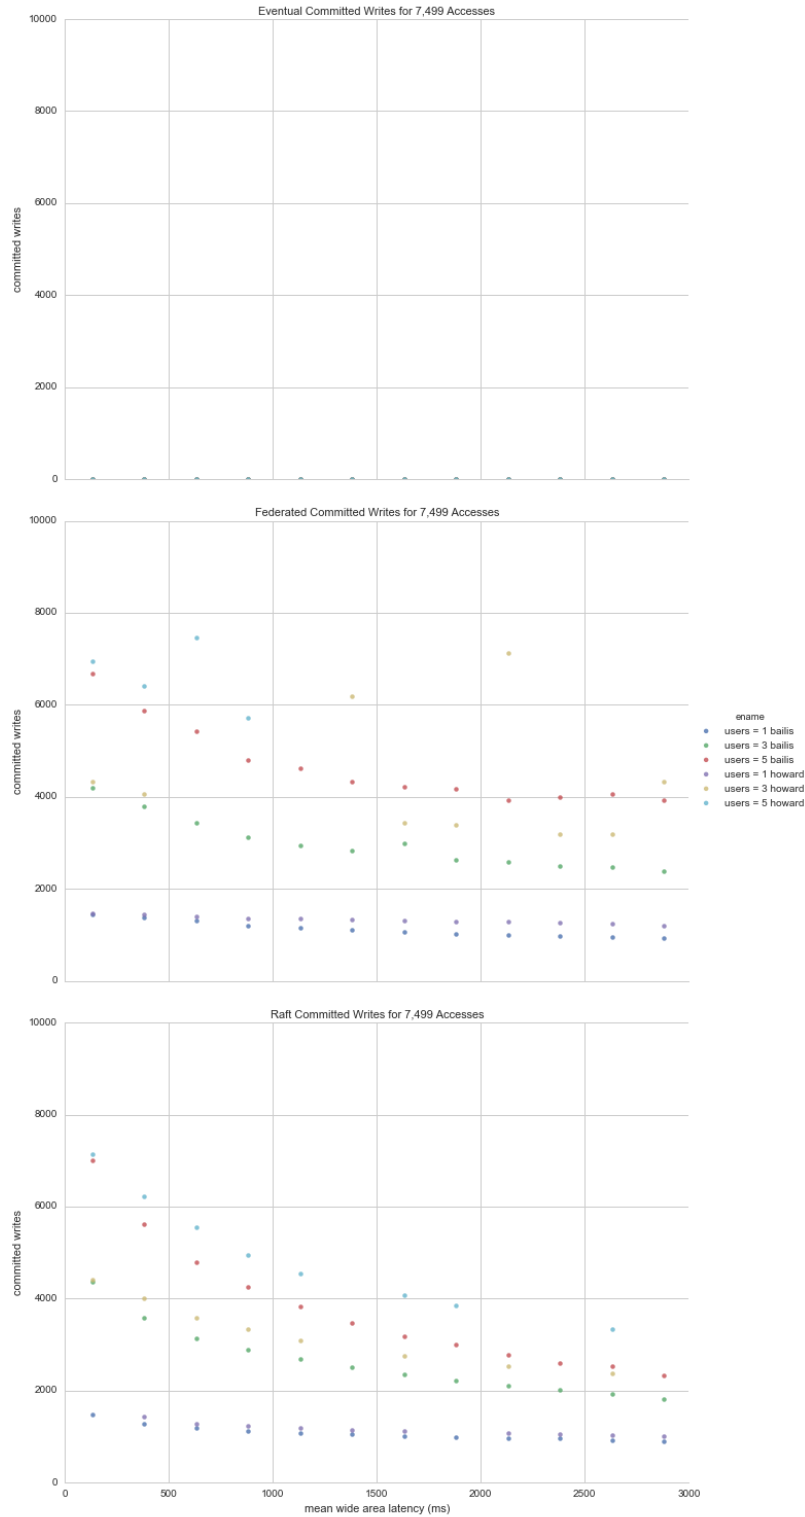 Eventual Committed Writes for 7,499 Accesses
10000
8000
6000
4000
2000
0
committed writes
Federated Committed Writes for 7,499 Accesses
10000
8000
6000
4000
2000
0
committed writes
ename
users = 1 bailis
users = 3 bailis
users = 5 bailis
users = 1 howard
users = 3 howard
users = 5 howard
Raft Committed Writes for 7,499 Accesses
10000
8000
6000
4000
2000
0
committed writes
0 500 1000 1500 2000 2500 3000
mean wide area latency (ms)